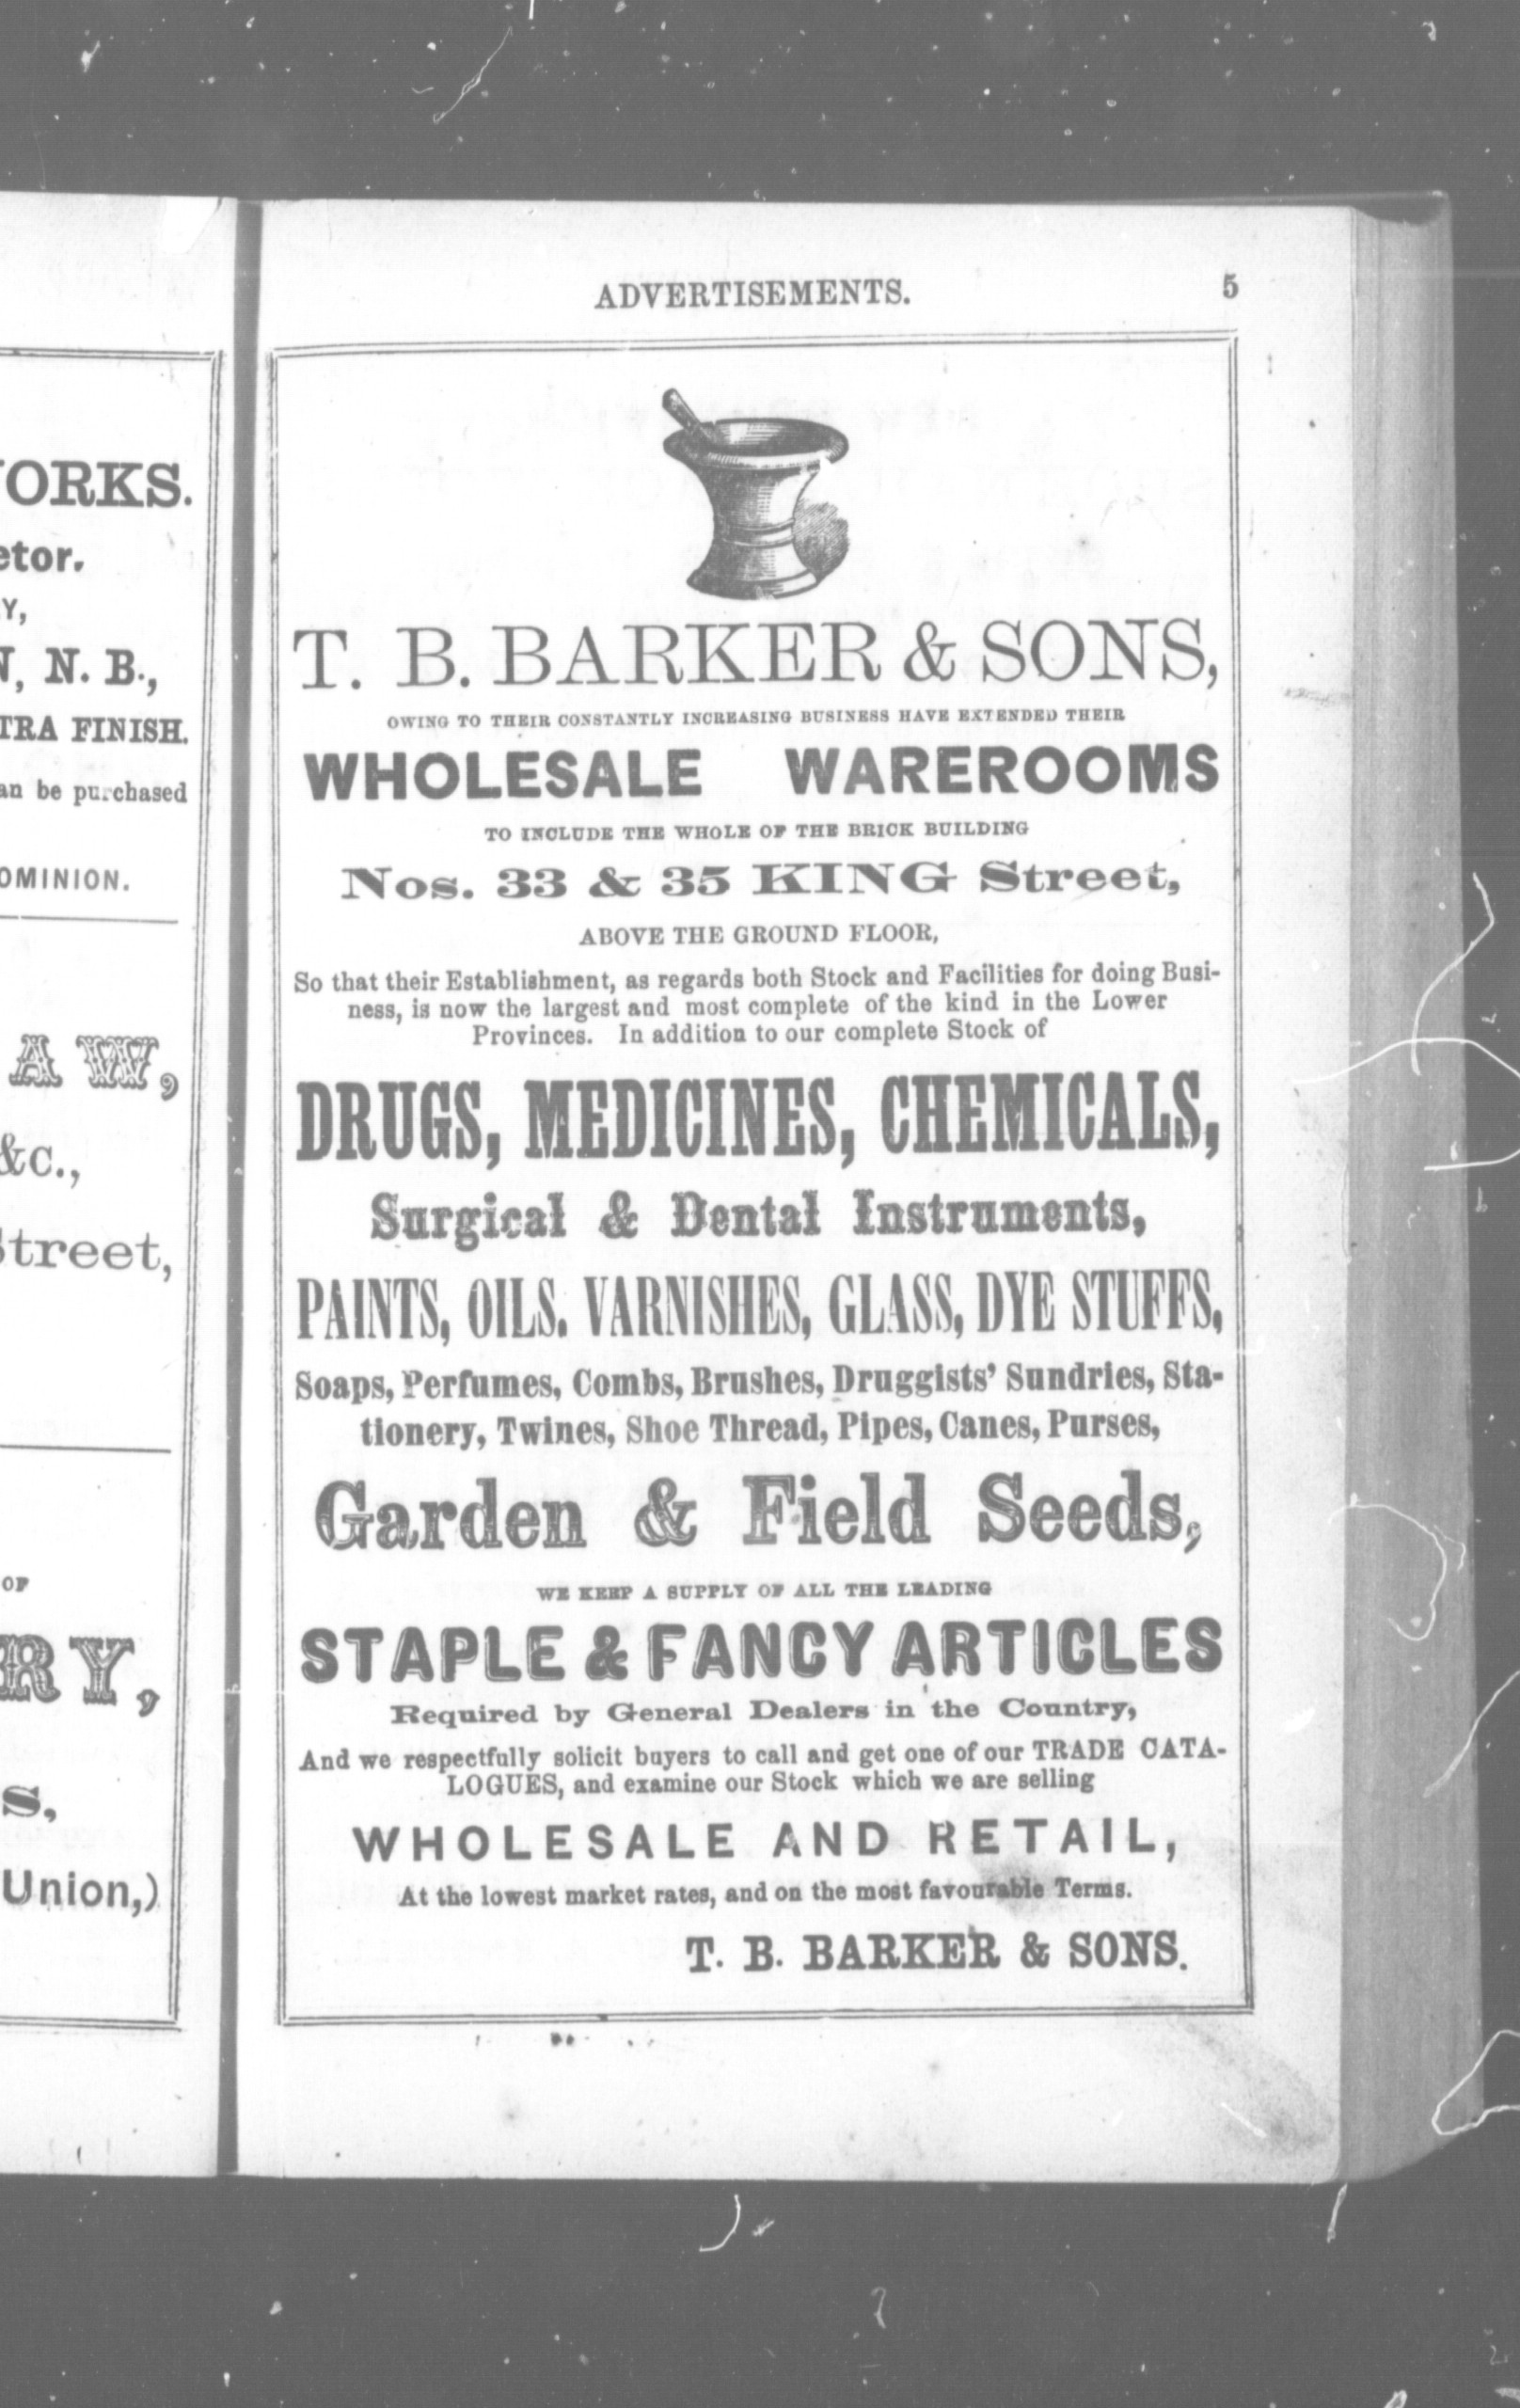 ORKS.
etor.
Y,
N. B.,
TRA FINISH.
an be purchased
OMINION.
AW,
&c.,
Street,
OF
RY,
s,
Union,)
ADVERTISEMENTS. 5
T. B. BARKER & SONS,
OWING TO THEIR CONSTANTLY INCREASING BUSINESS HAVE EXTENDED THEIR
WHOLESALE WAREROOMS
TO INCLUDE THE WHOLE OF THE BRICK BUILDING
Nos. 33 & 35 KING Street,
ABOVE THE GROUND FLOOR,
So that their Establishment, as regards both Stock and Facilities for doing Busi-
ness, is now the largest and most complete of the kind in the Lower
Provinces. In addition to our complete Stock of
DRUGS, MEDICINES, CHEMICALS,
Surgical & Dental Instruments,
PAINTS, OILS. VARNISHES, GLASS, DYE STUFFS,
Soaps, Perfumes, Combs, Brushes, Druggists' Sundries, Sta-
tionery, Twines, Shoe Thread, Pipes, Canes, Purses,
Garden & Field Seeds,
WE KEEP A SUPPLY OF ALL THE LEADING
STAPLE & FANCY ARTICLES
Required by General Dealers in the Country,
And we respectfully solicit buyers to call and get one of our TRADE CATA-
LOGUES, and examine our Stock which we are selling
WHOLESALE AND RETAIL,
At the lowest market rates, and on the most favourable Terms.
T. B. BARKER & SONS.